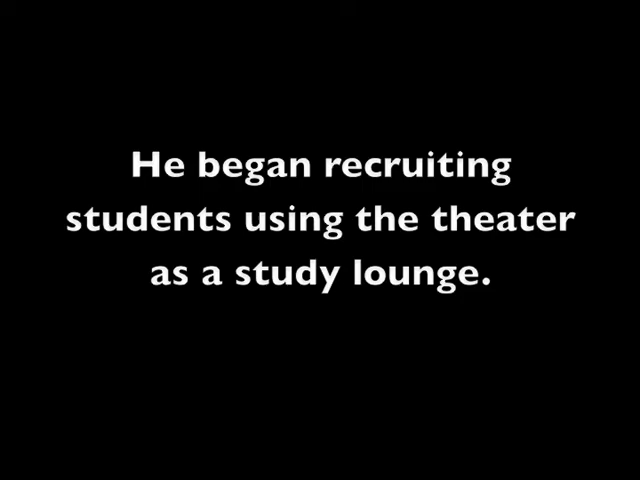 He began recruiting
students using the theater
as a study lounge.